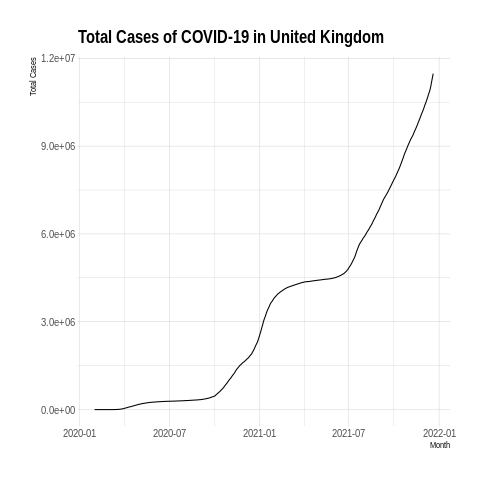 Total Cases of COVID-19 in United Kingdom
Total Cases
1.2e+07
9.0e+06
6.0e+06
3.0e+06
0.0e+00
2020-01 2020-07 2021-01 2021-07 2022-01
Month